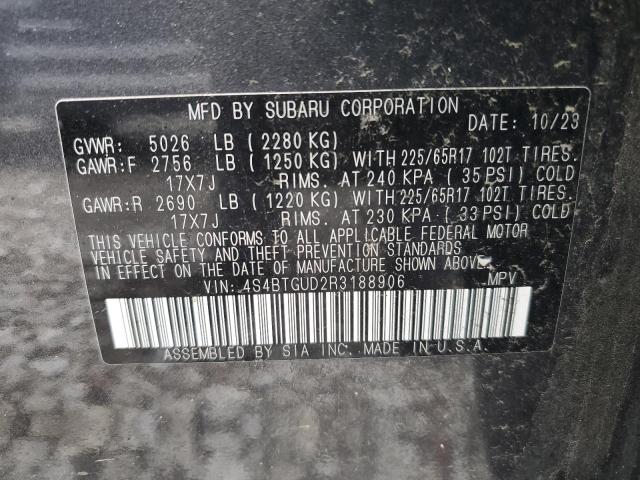 MFD BY SUBARU CORPORATION
DATE: 10/23
GVWR: 5026 LB (2280 KG)
GAWR:F 2756 LB (1250 KG) WITH 225/65R17 102T TIRES.
17X7J RIMS. AT 240 KPA (35 PSI) COLD
GAWR:R 2690 LB (1220 KG) WITH 225/65R17 102T TIRES.
17X7J RIMS. AT 230 KPA (33 PSI) COLD
THIS VEHICLE CONFORMS TO ALL APPLICABLE FEDERAL MOTOR
VEHICLE SAFETY AND THEFT PREVENTION STANDARDS
IN EFFECT ON THE DATE OF MANUFACTURE SHOWN ABOVE.
VIN: 4S4BTGUD2R3188906 MPV
ASSEMBLED BY SIA INC. MADE IN U.S.A.